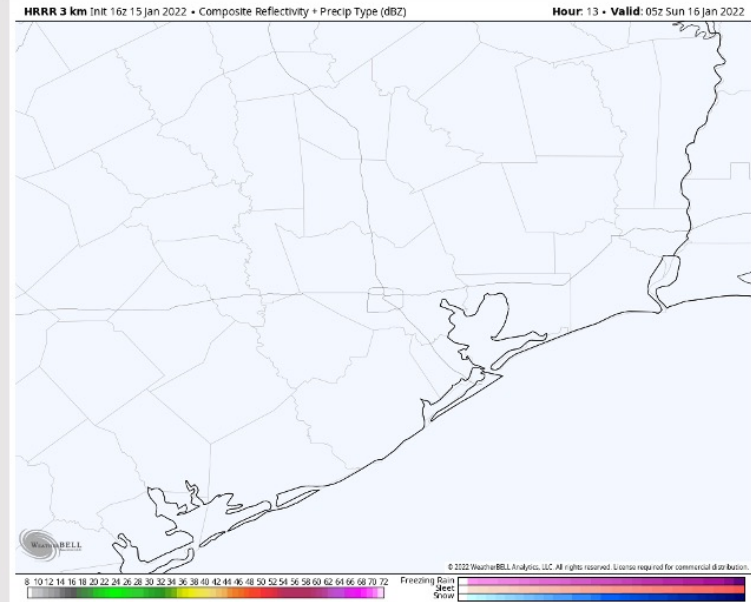 HRRR 3 km Init 16z 15 Jan 2022 • Composite Reflectivity + Precip Type (dBZ) Hour: 13 • Valid: 05z Sun 16 Jan 2022
WeatherBELL
© 2022 WeatherBELL Analytics, LLC. All rights reserved. License required for commercial distribution.
8 10 12 14 16 18 20 22 24 26 28 30 32 34 36 38 40 42 44 46 48 50 52 54 56 58 60 62 64 66 68 70 72
Freezing Rain
Sleet
Snow